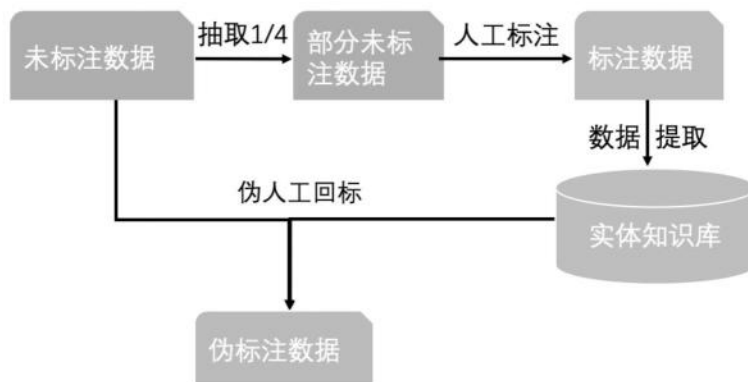 未标注数据
抽取1/4
部分未标
注数据
人工标注
标注数据
数据 提取
伪人工回标
实体知识库
伪标注数据